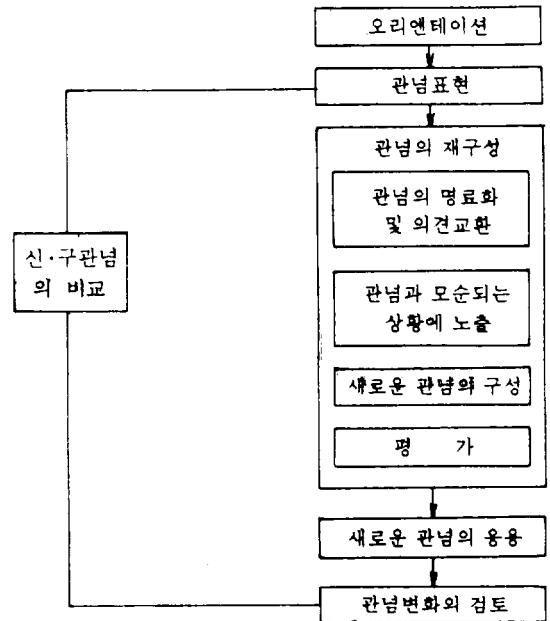 오리엔테이션
관념표현
관념의 재구성
관념의 명료화
및 의견교환
신·구관념
의 비교
관념과 모순되는
상황에 노출
새로운 관념의 구성
평 가
새로운 관념의 응용
관념변화의 검토